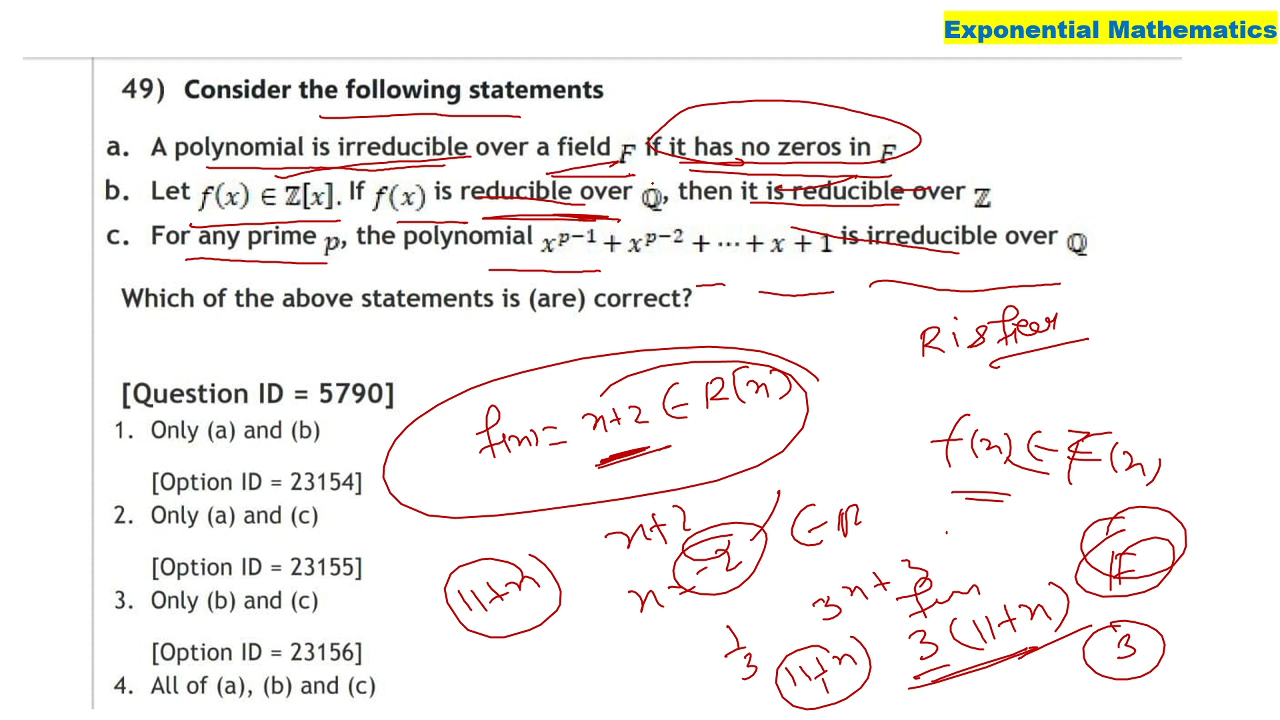 Exponential Mathematics
49) Consider the following statements
a. A polynomial is irreducible over a field F if it has no zeros in F
b. Let f(x) ∈ ℤ[x]. If f(x) is reducible over ℚ, then it is reducible over ℤ
c. For any prime p, the polynomial x^{p−1} + x^{p−2} + ⋯ + x + 1 is irreducible over ℚ
Which of the above statements is (are) correct?
R is
[Question ID = 5790]
f(x) = x+2 ∈ R(x)
1. Only (a) and (b)
f(x) ∈ F(x)
[Option ID = 23154]
2. Only (a) and (c)
x+2
∈ ℝ
x = -2
F
[Option ID = 23155]
11+x
3. Only (b) and (c)
3x+3
3(11+x)
3
1/3
[Option ID = 23156]
4. All of (a), (b) and (c)